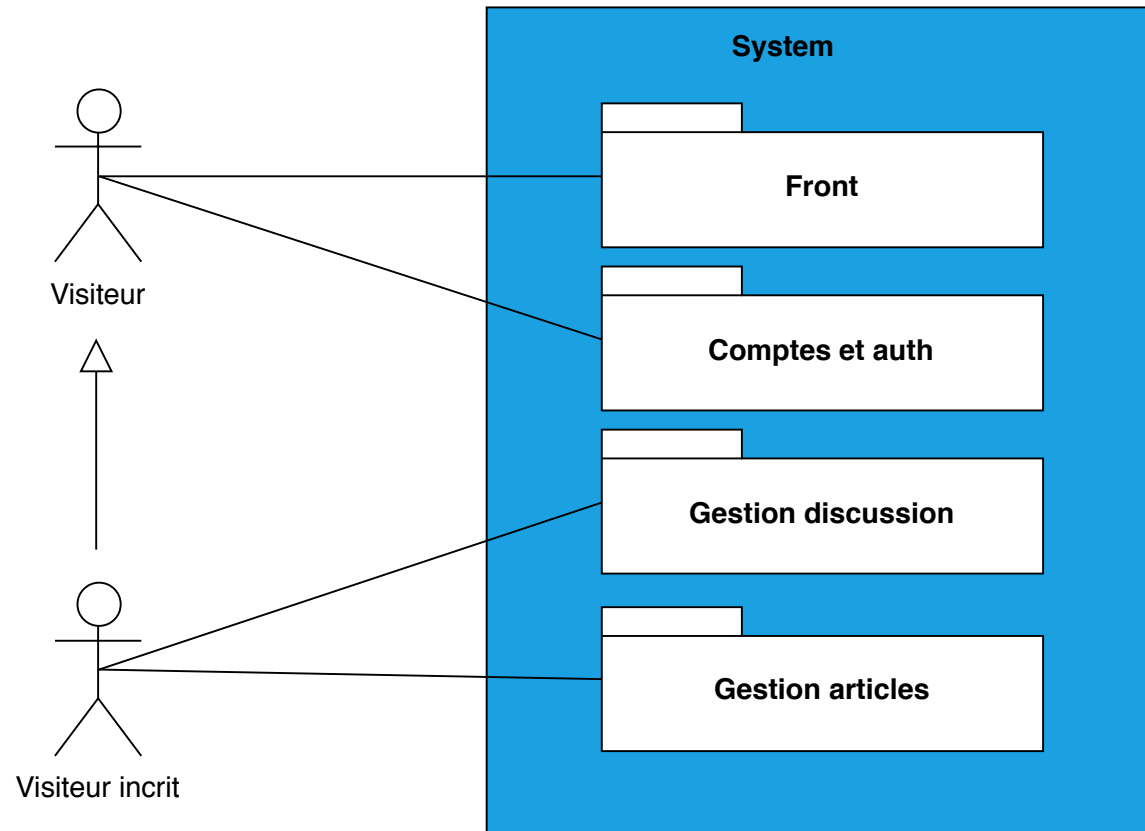 System
Front
Visiteur
Comptes et auth
Gestion discussion
Gestion articles
Visiteur incrit